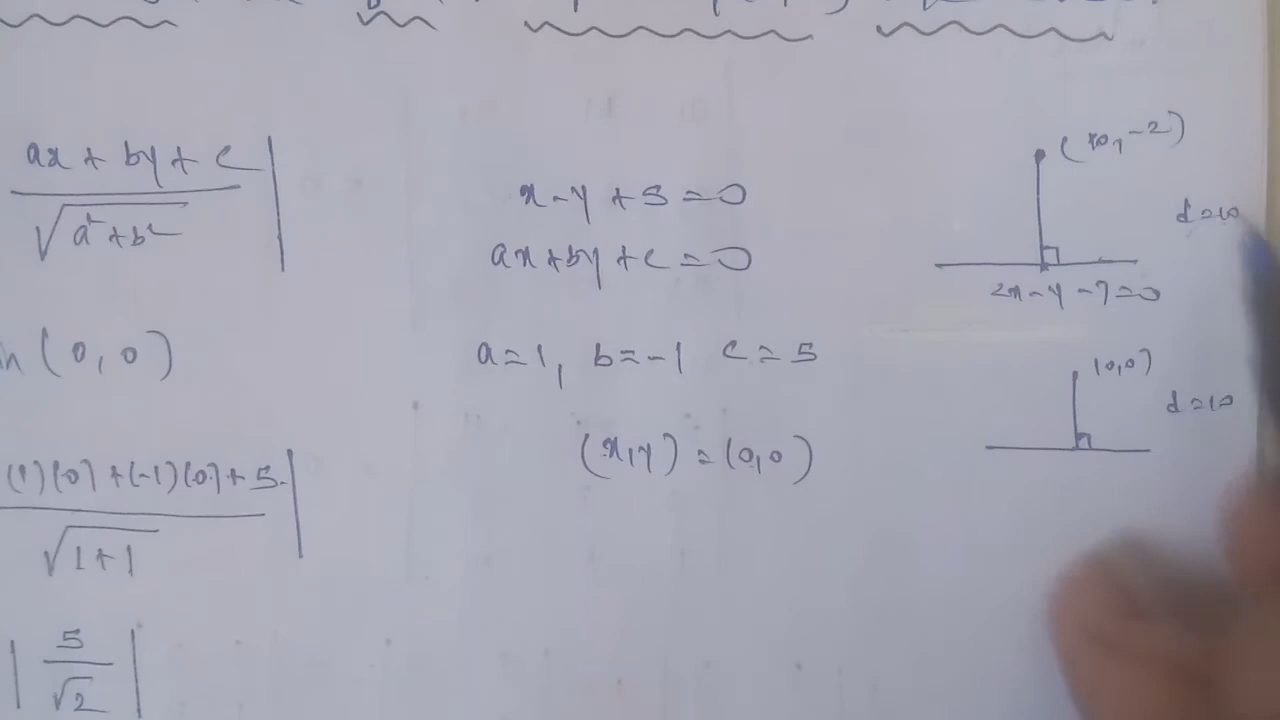 ax + by + c
√a²+b²
x - y + 5 = 0
ax + by + c = 0
(10, -2)
d = 10
2x - y - 7 = 0
(0,0)
a = 1, b = -1 c = 5
(0,0)
d = 10
(x,y) = (0,0)
(1)(0) + (-1)(0) + 5
√1+1
5
√2